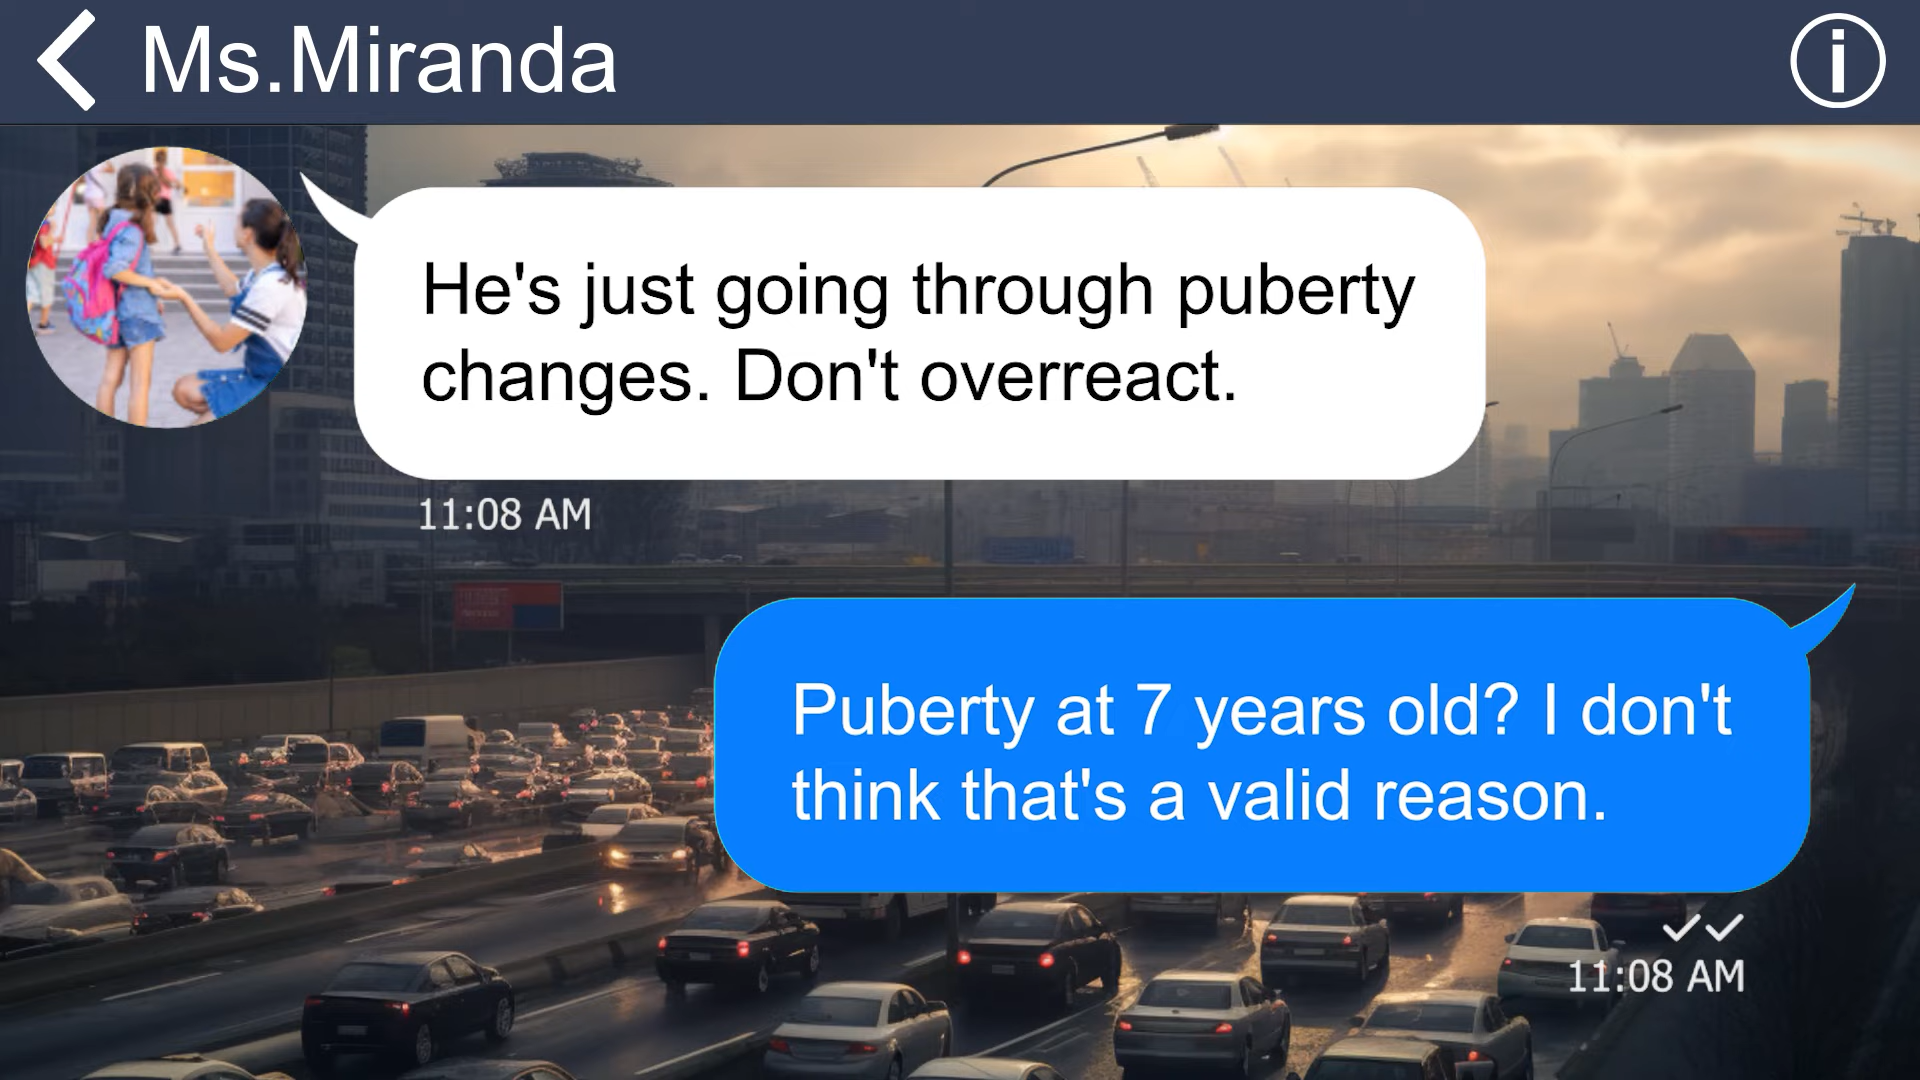 Ms.Miranda
He's just going through puberty
changes. Don't overreact.
11:08 AM
Puberty at 7 years old? I don't
think that's a valid reason.
11:08 AM